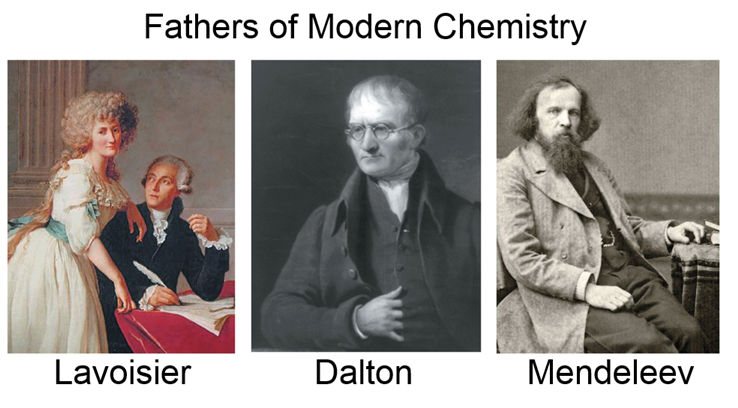 Fathers of Modern Chemistry
Lavoisier
Dalton
Mendeleev